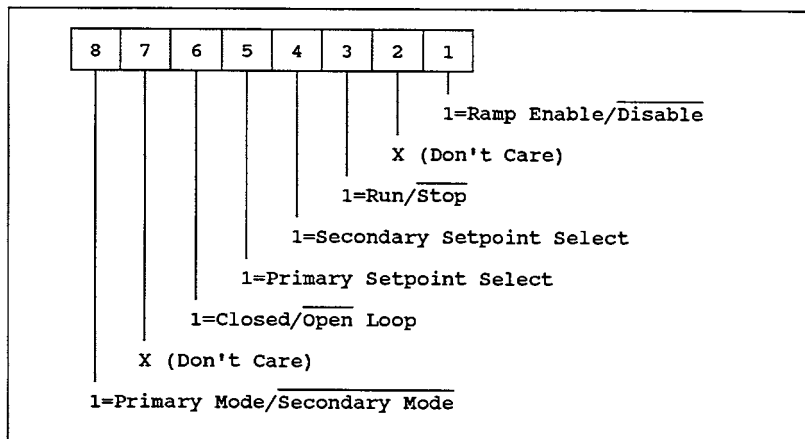 8 7 6 5 4 3 2 1
1=Ramp Enable/Disable
X (Don't Care)
1=Run/Stop
1=Secondary Setpoint Select
1=Primary Setpoint Select
1=Closed/Open Loop
X (Don't Care)
1=Primary Mode/Secondary Mode